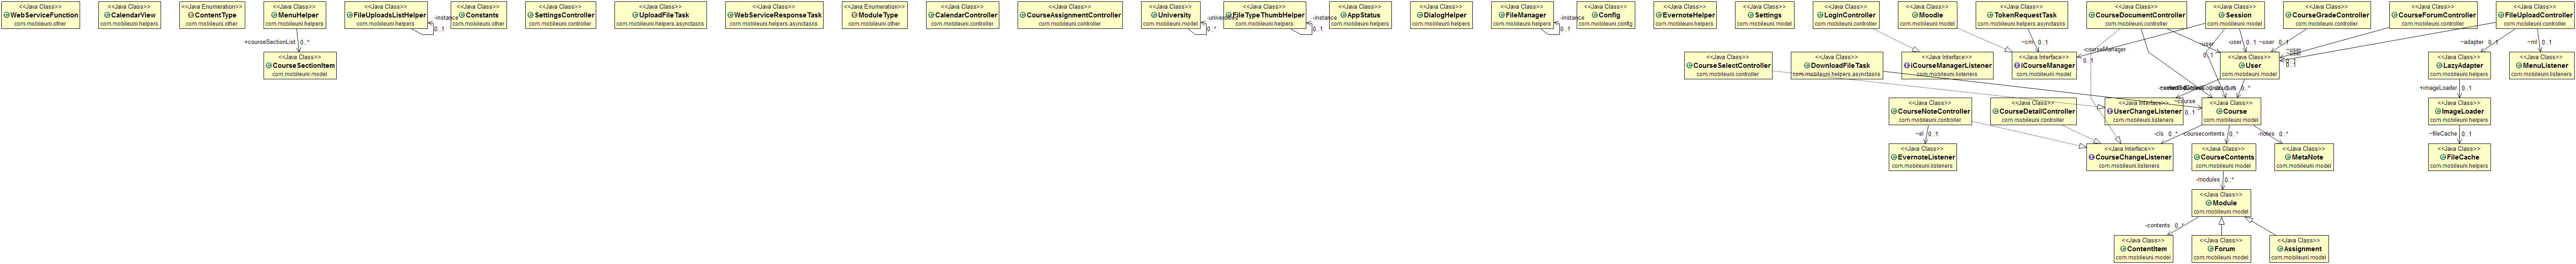 <<Java Class>>
WebServiceFunction
com.mobileuni.other
<<Java Class>>
CalendarView
com.mobileuni.helpers
<<Java Enumeration>>
ContentType
com.mobileuni.other
<<Java Class>>
MenuHelper
com.mobileuni.helpers
<<Java Class>>
FileUploadsListHelper
com.mobileuni.helpers
-instance
0..1
<<Java Class>>
Constants
com.mobileuni.other
<<Java Class>>
SettingsController
com.mobileuni.controller
<<Java Class>>
UploadFileTask
com.mobileuni.helpers.asynctasks
<<Java Class>>
WebServiceResponseTask
com.mobileuni.helpers.asynctasks
<<Java Enumeration>>
ModuleType
com.mobileuni.other
<<Java Class>>
CalendarController
com.mobileuni.controller
<<Java Class>>
CourseAssignmentController
com.mobileuni.controller
<<Java Class>>
University
com.mobileuni.model
0..*
<<Java Class>>
FileTypeThumbHelper
com.mobileuni.helpers
-instance
0..1
<<Java Class>>
AppStatus
com.mobileuni.helpers
<<Java Class>>
DialogHelper
com.mobileuni.helpers
<<Java Class>>
FileManager
com.mobileuni.helpers
-instance
0..1
<<Java Class>>
Config
com.mobileuni.config
<<Java Class>>
EvernoteHelper
com.mobileuni.helpers
<<Java Class>>
Settings
com.mobileuni.model
<<Java Class>>
LoginController
com.mobileuni.controller
<<Java Class>>
Moodle
com.mobileuni.model
<<Java Class>>
TokenRequestTask
com.mobileuni.helpers.asynctasks
<<Java Class>>
CourseDocumentController
com.mobileuni.controller
<<Java Class>>
Session
com.mobileuni.model
<<Java Class>>
CourseGradeController
com.mobileuni.controller
<<Java Class>>
CourseForumController
com.mobileuni.controller
<<Java Class>>
FileUploadController
com.mobileuni.controller
+courseSectionList 0..*
~cm 0..1
-user
-user 0..1
~user 0..1
~adapter 0..1
~ml 0..1
-courseManager
0..1
~user
0..1
<<Java Class>>
CourseSectionItem
com.mobileuni.model
<<Java Class>>
CourseSelectController
com.mobileuni.controller
<<Java Class>>
DownloadFileTask
com.mobileuni.helpers.asynctasks
<<Java Interface>>
iCourseManagerListener
com.mobileuni.listeners
<<Java Interface>>
iCourseManager
com.mobileuni.model
<<Java Class>>
User
com.mobileuni.model
<<Java Class>>
LazyAdapter
com.mobileuni.helpers
<<Java Class>>
MenuListener
com.mobileuni.listeners
0..*
+imageLoader 0..1
~course
0..1
<<Java Class>>
CourseNoteController
com.mobileuni.controller
<<Java Class>>
CourseDetailController
com.mobileuni.controller
<<Java Interface>>
UserChangeListener
com.mobileuni.listeners
<<Java Class>>
Course
com.mobileuni.model
<<Java Class>>
ImageLoader
com.mobileuni.helpers
~el 0..1
-cls 0..*
-coursecontents 0..*
-notes 0..*
~fileCache 0..1
<<Java Class>>
EvernoteListener
com.mobileuni.listeners
<<Java Interface>>
CourseChangeListener
com.mobileuni.listeners
<<Java Class>>
CourseContents
com.mobileuni.model
<<Java Class>>
MetaNote
com.mobileuni.model
<<Java Class>>
FileCache
com.mobileuni.helpers
-modules 0..*
<<Java Class>>
Module
com.mobileuni.model
-contents 0..*
<<Java Class>>
ContentItem
com.mobileuni.model
<<Java Class>>
Forum
com.mobileuni.model
<<Java Class>>
Assignment
com.mobileuni.model